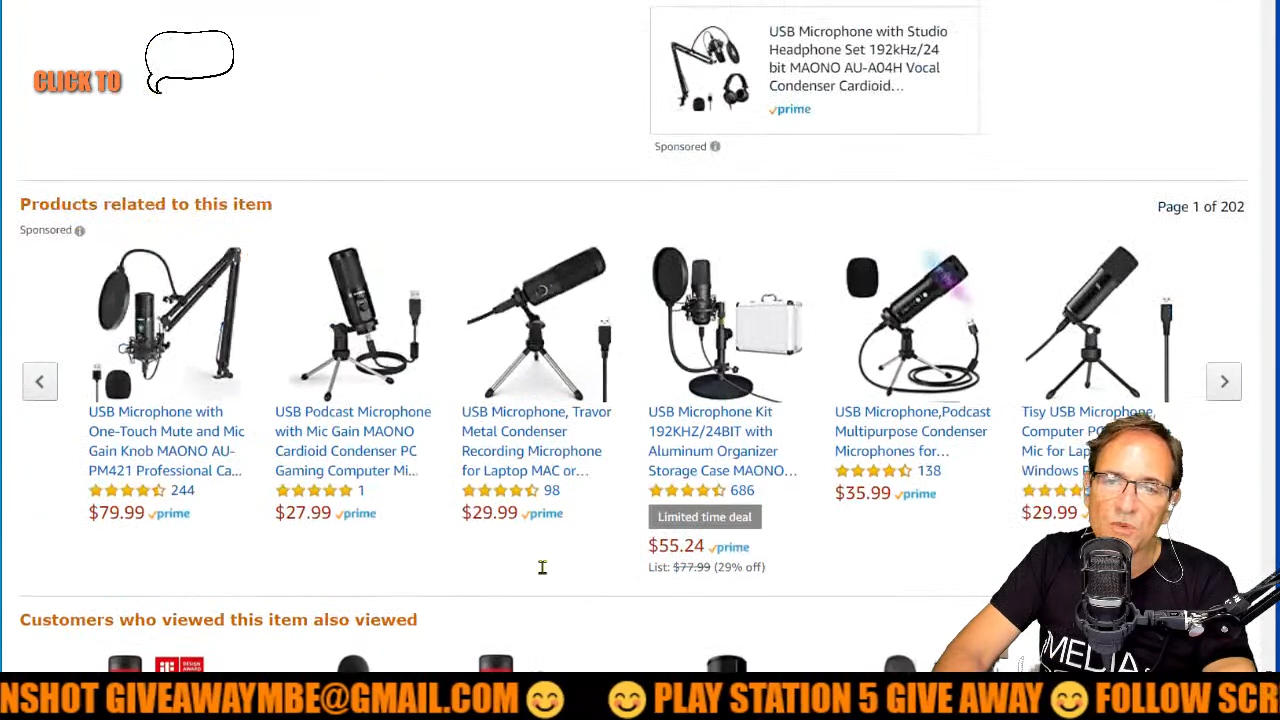 USB Microphone with Studio
Headphone Set 192kHz/24
bit MAONO AU-A04H Vocal
Condenser Cardioid...
prime
CLICK TO
Sponsored
Products related to this item
Page 1 of 202
Sponsored
USB Microphone with
One-Touch Mute and Mic
Gain Knob MAONO AU-
PM421 Professional Ca...
244
$79.99 prime
USB Podcast Microphone
with Mic Gain MAONO
Cardioid Condenser PC
Gaming Computer Mi...
1
$27.99 prime
USB Microphone, Travor
Metal Condenser
Recording Microphone
for Laptop MAC or...
98
$29.99 prime
USB Microphone Kit
192KHZ/24BIT with
Aluminum Organizer
Storage Case MAONO...
686
Limited time deal
$55.24 prime
List: $77.99 (29% off)
USB Microphone,Podcast
Multipurpose Condenser
Microphones for...
138
$35.99 prime
Tisy USB Microphone,
Computer PC
Mic for Lap
Windows
$29.99
Customers who viewed this item also viewed
iF
DESIGN
AWARD
MEDIA
NSHOT GIVEAWAYMBE@GMAIL.COM 😊 😊 PLAY STATION 5 GIVE AWAY 😊 FOLLOW SCR